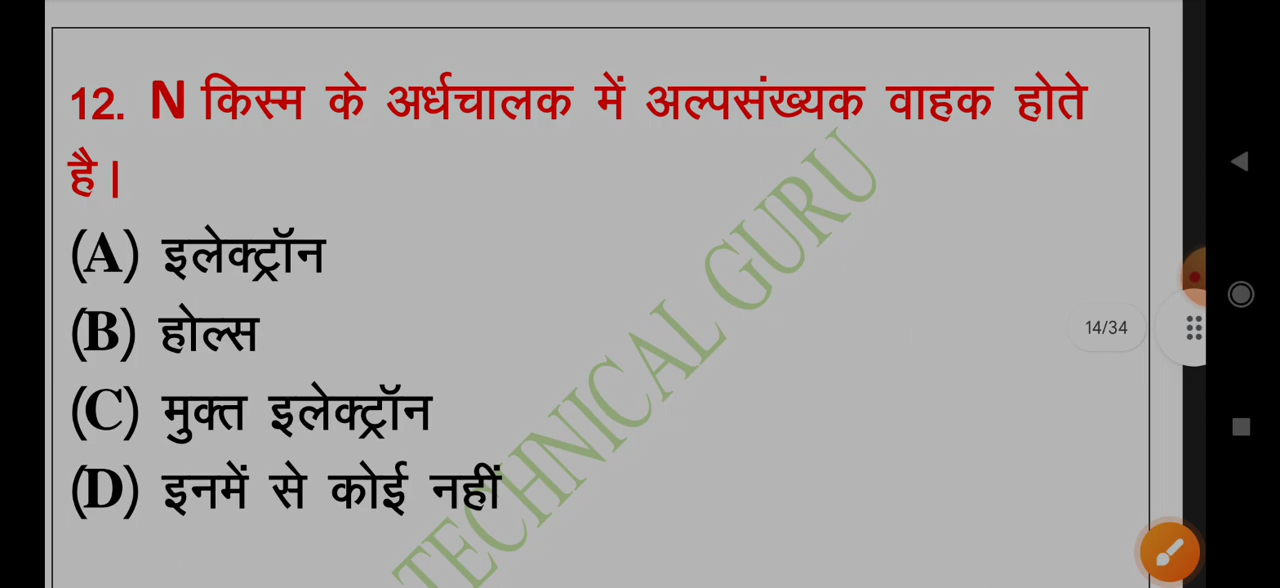 12. N किस्म के अर्धचालक में अल्पसंख्यक वाहक होते
है।
(A) इलेक्ट्रॉन
(B) होल्स
14/34
(C) मुक्त इलेक्ट्रॉन
(D) इनमें से कोई नहीं
TECHNICAL GURU